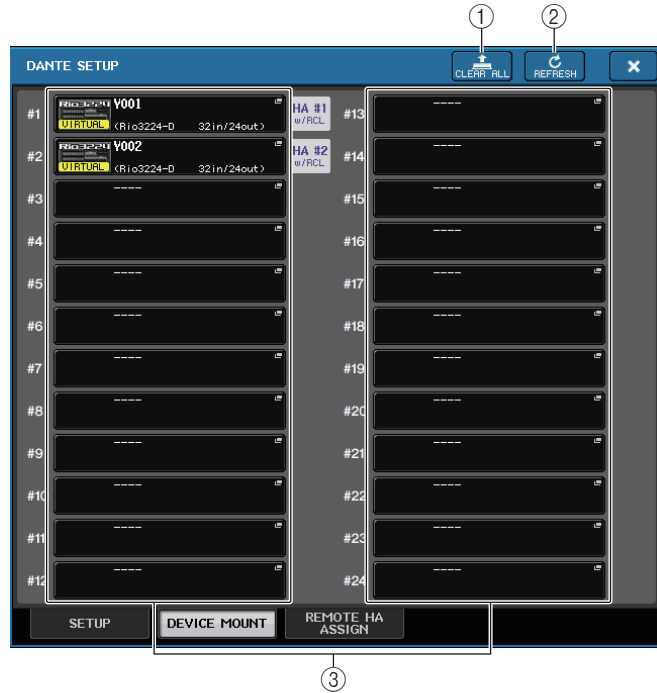 ① ②
DANTE SETUP CLEAR ALL REFRESH ×
#1 Rio3224 VIRTUAL Y001 (Rio3224-D 32in/24out) HA #1 w/RCL #13 ----
#2 Rio3224 VIRTUAL Y002 (Rio3224-D 32in/24out) HA #2 w/RCL #14 ----
#3 ---- #15 ----
#4 ---- #16 ----
#5 ---- #17 ----
#6 ---- #18 ----
#7 ---- #19 ----
#8 ---- #20 ----
#9 ---- #21 ----
#10 ---- #22 ----
#11 ---- #23 ----
#12 ---- #24 ----
SETUP DEVICE MOUNT REMOTE HA ASSIGN
③